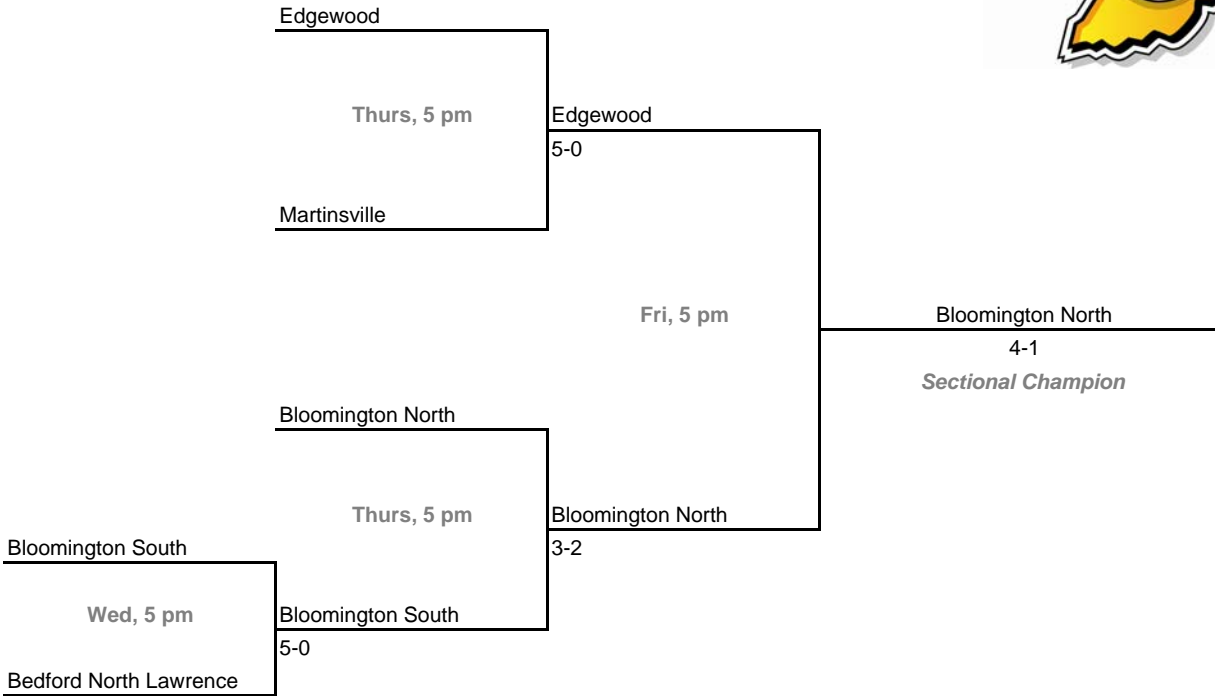 Edgewood
Thurs, 5 pm
Edgewood
5-0
Martinsville
Fri, 5 pm
Bloomington North
4-1
Sectional Champion
Bloomington North
Thurs, 5 pm
Bloomington North
3-2
Bloomington South
Wed, 5 pm
Bloomington South
5-0
Bedford North Lawrence